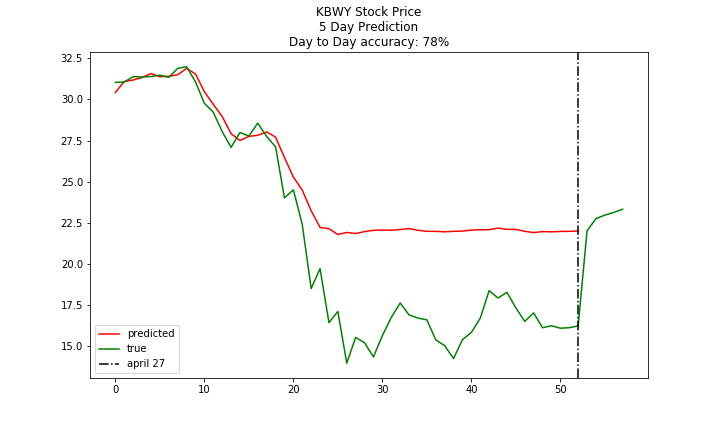 KBWY Stock Price
5 Day Prediction
Day to Day accuracy: 78%
32.5
30.0
27.5
25.0
22.5
20.0
17.5
15.0
predicted
true
april 27
0
10
20
30
40
50